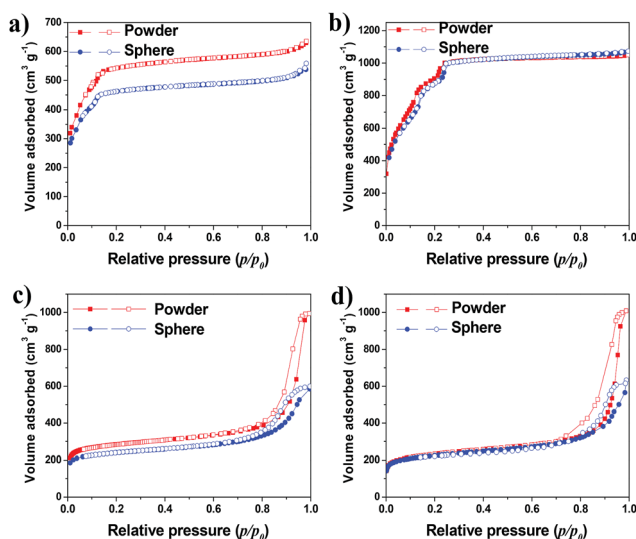 a)
Powder
Sphere
Volume adsorbed (cm³ g⁻¹)
700
600
500
400
300
200
100
0
0.0 0.2 0.4 0.6 0.8 1.0
Relative pressure (p/p₀)
b)
Powder
Sphere
Volume adsorbed (cm³ g⁻¹)
1000
800
600
400
200
0
0.0 0.2 0.4 0.6 0.8 1.0
Relative pressure (p/p₀)
c)
Powder
Sphere
Volume adsorbed (cm³ g⁻¹)
1000
800
600
400
200
0
0.0 0.2 0.4 0.6 0.8 1.0
Relative pressure (p/p₀)
d)
Powder
Sphere
Volume adsorbed (cm³ g⁻¹)
1000
800
600
400
200
0
0.0 0.2 0.4 0.6 0.8 1.0
Relative pressure (p/p₀)